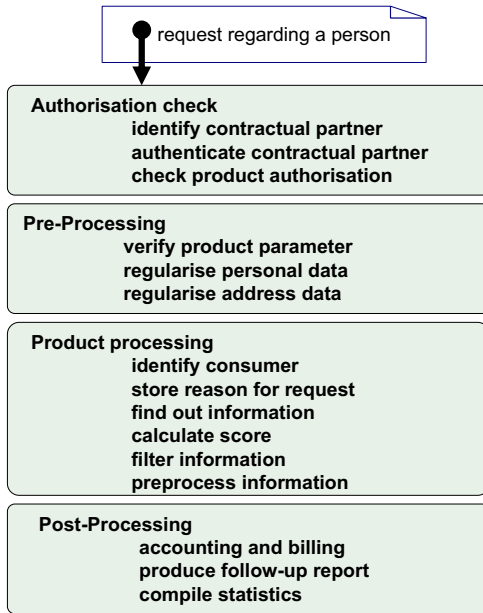 request regarding a person
Authorisation check
identify contractual partner
authenticate contractual partner
check product authorisation
Pre-Processing
verify product parameter
regularise personal data
regularise address data
Product processing
identify consumer
store reason for request
find out information
calculate score
filter information
preprocess information
Post-Processing
accounting and billing
produce follow-up report
compile statistics